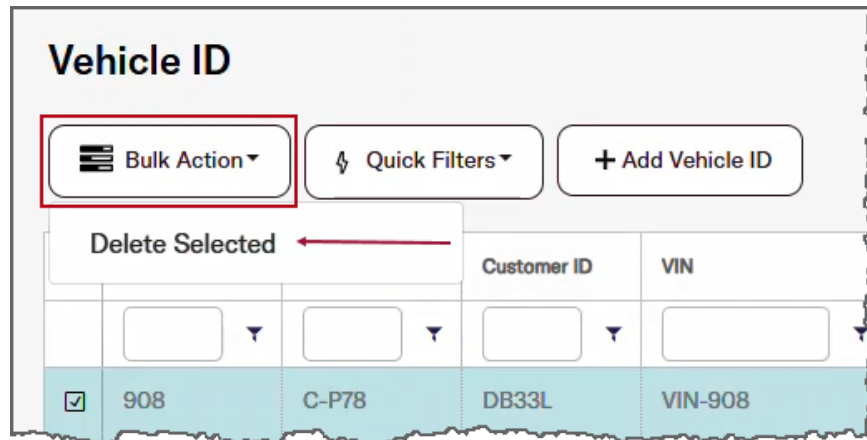 Vehicle ID
Bulk Action
Quick Filters
+ Add Vehicle ID
Delete Selected
Customer ID
VIN
908
C-P78
DB33L
VIN-908